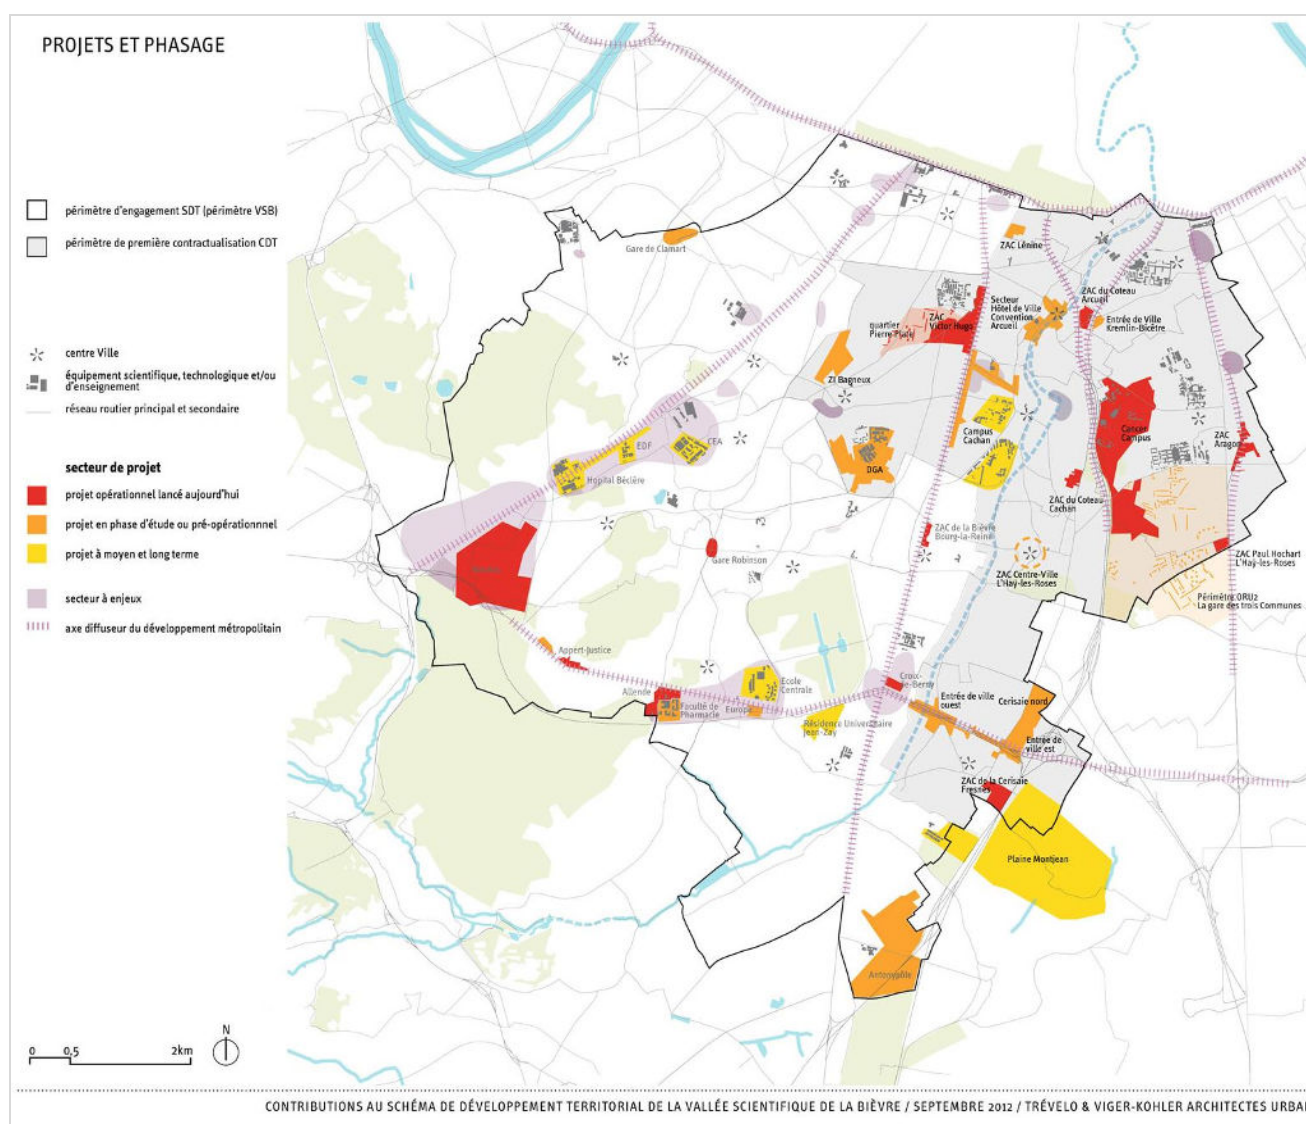 PROJETS ET PHASAGE
périmètre d'engagement SDT (périmètre VSB)
périmètre de première contractualisation CDT
centre Ville
équipement scientifique, technologique et/ou
d'enseignement
réseau routier principal et secondaire
secteur de projet
projet opérationnel lancé aujourd'hui
projet en phase d'étude ou pré-opérationnnel
projet à moyen et long terme
secteur à enjeux
axe diffuseur du développement métropolitain
Gare de Clamart
ZAC Lénine
ZAC du Coteau
Arcueil
Secteur
Hôtel de Ville
Convention
Arcueil
Entrée de Ville
Kremlin-Bicêtre
quartier
Pierre Plate
ZAC
Victor Hugo
ZI Bagneux
Campus
Cachan
Cancer
Campus
ZAC
Aragon
EDF
CEA
Hopital Béclère
DGA
ZAC du Coteau
Cachan
ZAC de la Bièvre
Bourg-la-Reine
Gare Robinson
ZAC Centre-Ville
L'Haÿ-les-Roses
ZAC Paul Hochart
L'Haÿ-les-Roses
Périmètre ORU2
La gare des trois Communes
Appert-Justice
Allende
Faculté de
Pharmacie
Europe
Ecole
Centrale
Croix-
de-Berny
Résidence Universitaire
Jean-Zay
Entrée de ville
ouest
Cerisaie nord
Entrée de
ville est
ZAC de la Cerisaie
Fresnes
Plaine Montjean
Antonypôle
0 0,5 2km
N
CONTRIBUTIONS AU SCHÉMA DE DÉVELOPPEMENT TERRITORIAL DE LA VALLÉE SCIENTIFIQUE DE LA BIÈVRE / SEPTEMBRE 2012 / TRÉVELO & VIGER-KOHLER ARCHITECTES URBA